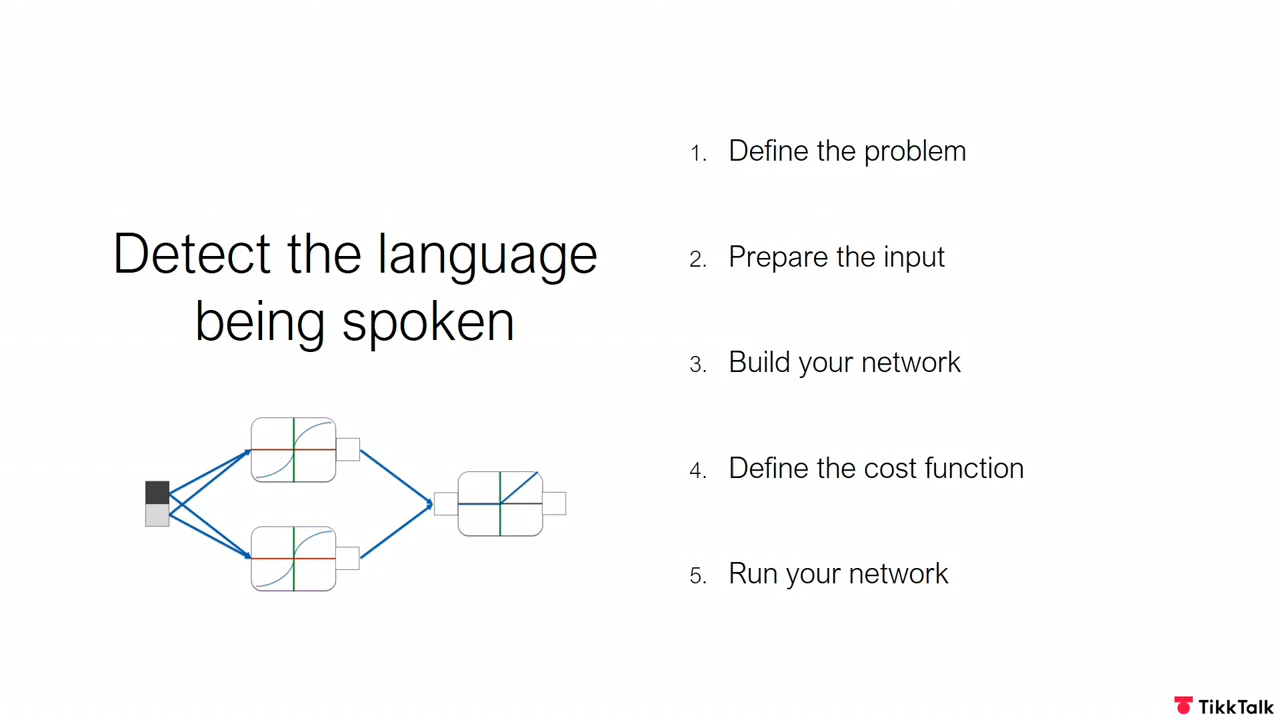 Detect the language
being spoken
1. Define the problem
2. Prepare the input
3. Build your network
4. Define the cost function
5. Run your network
TikkTalk